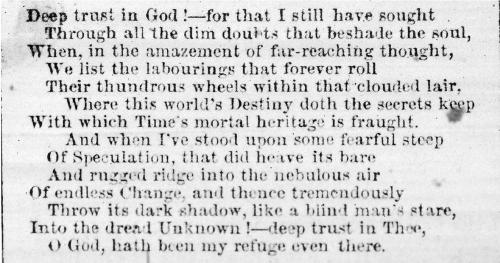 Deep trust in God!—for that I still have sought
Through all the dim doubts that beshade the soul,
When, in the amazement of far-reaching thought,
We list the labourings that forever roll
Their thundrous wheels within that clouded lair,
Where this world's Destiny doth the secrets keep
With which Time's mortal heritage is fraught.
And when I've stood upon some fearful steep
Of Speculation, that did heave its bare
And rugged ridge into the nebulous air
Of endless Change, and thence tremendously
Throw its dark shadow, like a blind man's stare,
Into the dread Unknown!—deep trust in Thee,
O God, hath been my refuge even there.